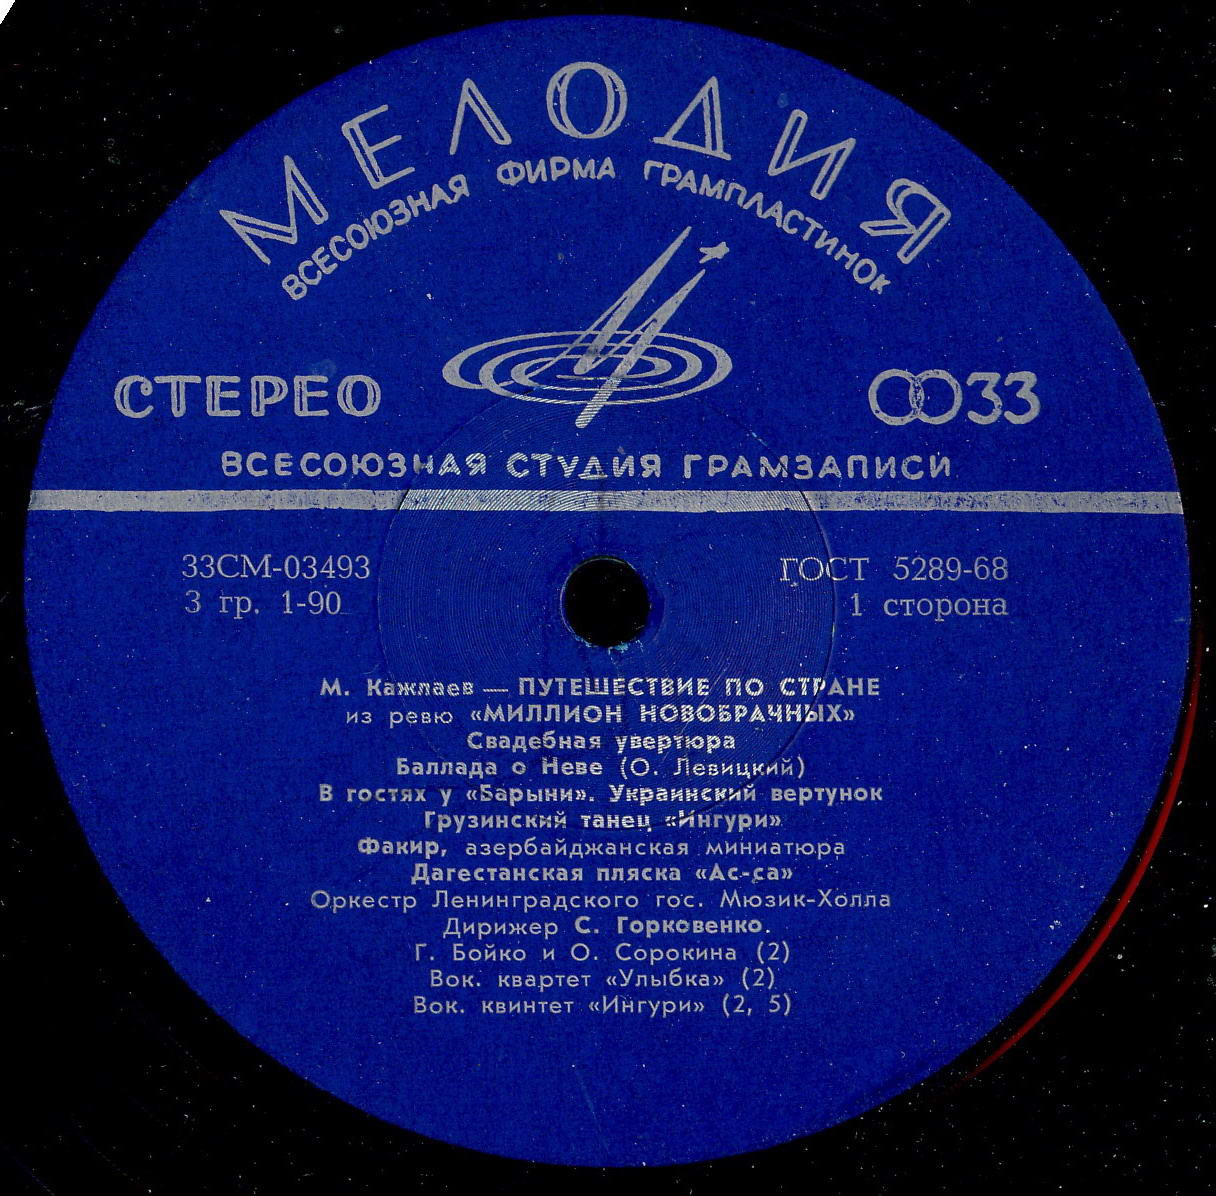 МЕЛОДИЯ
ВСЕСОЮЗНАЯ ФИРМА ГРАМПЛАСТИНОК
СТЕРЕО
33
ВСЕСОЮЗНАЯ СТУДИЯ ГРАМЗАПИСИ
33СМ-03493
ГОСТ 5289-68
3 гр. 1-90
1 сторона
М. Кажлаев — ПУТЕШЕСТВИЕ ПО СТРАНЕ
из ревю «МИЛЛИОН НОВОБРАЧНЫХ»
Свадебная увертюра
Баллада о Неве (О. Левицкий)
В гостях у «Барыни». Украинский вертунок
Грузинский танец «Ингури»
Факир, азербайджанская миниатюра
Дагестанская пляска «Ас-са»
Оркестр Ленинградского гос. Мюзик-Холла
Дирижер С. Горковенко.
Г. Бойко и О. Сорокина (2)
Вок. квартет «Улыбка» (2)
Вок. квинтет «Ингури» (2, 5)